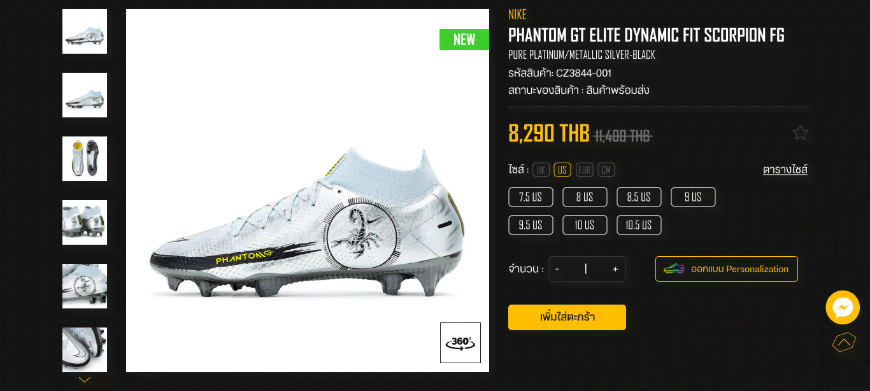 NEW
PHANTOM GT
360°
NIKE
PHANTOM GT ELITE DYNAMIC FIT SCORPION FG
PURE PLATINUM/METALLIC SILVER-BLACK
รหัสสินค้า: CZ3844-001
สถานะของสินค้า : สินค้าพร้อมส่ง
8,290 THB 11,400 THB
ไซส์ : UK US EUR CM ตารางไซส์
7.5 US 8 US 8.5 US 9 US
9.5 US 10 US 10.5 US
จำนวน : - 1 + ออกแบบ Personalization
เพิ่มใส่ตะกร้า